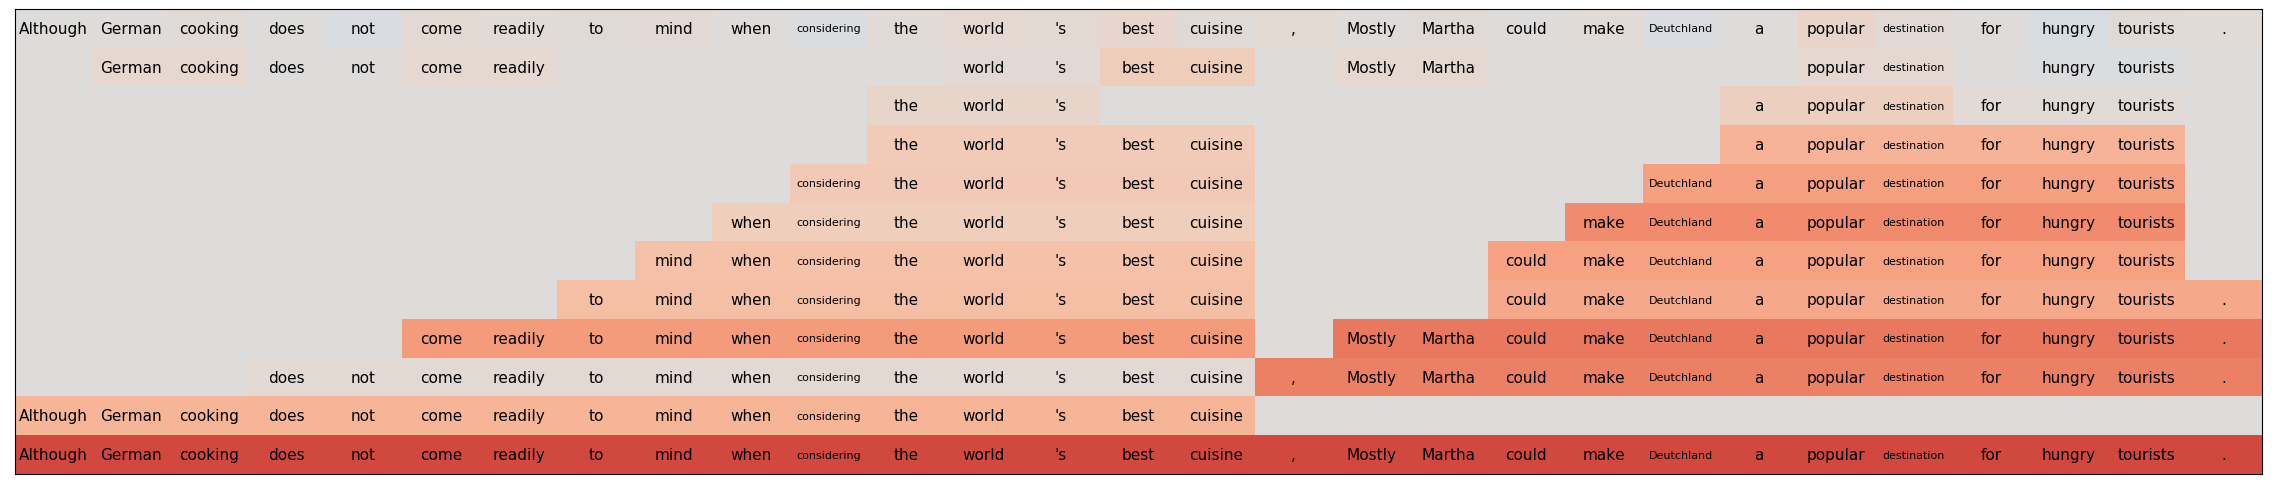 Although German cooking does not come readily to mind when considering the world 's best cuisine , Mostly Martha could make Deutchland a popular destination for hungry tourists .
German cooking does not come readily world 's best cuisine Mostly Martha popular destination hungry tourists
the world 's a popular destination for hungry tourists
the world 's best cuisine a popular destination for hungry tourists
considering the world 's best cuisine Deutchland a popular destination for hungry tourists
when considering the world 's best cuisine make Deutchland a popular destination for hungry tourists
mind when considering the world 's best cuisine could make Deutchland a popular destination for hungry tourists
to mind when considering the world 's best cuisine could make Deutchland a popular destination for hungry tourists .
come readily to mind when considering the world 's best cuisine Mostly Martha could make Deutchland a popular destination for hungry tourists .
does not come readily to mind when considering the world 's best cuisine , Mostly Martha could make Deutchland a popular destination for hungry tourists .
Although German cooking does not come readily to mind when considering the world 's best cuisine
Although German cooking does not come readily to mind when considering the world 's best cuisine , Mostly Martha could make Deutchland a popular destination for hungry tourists .